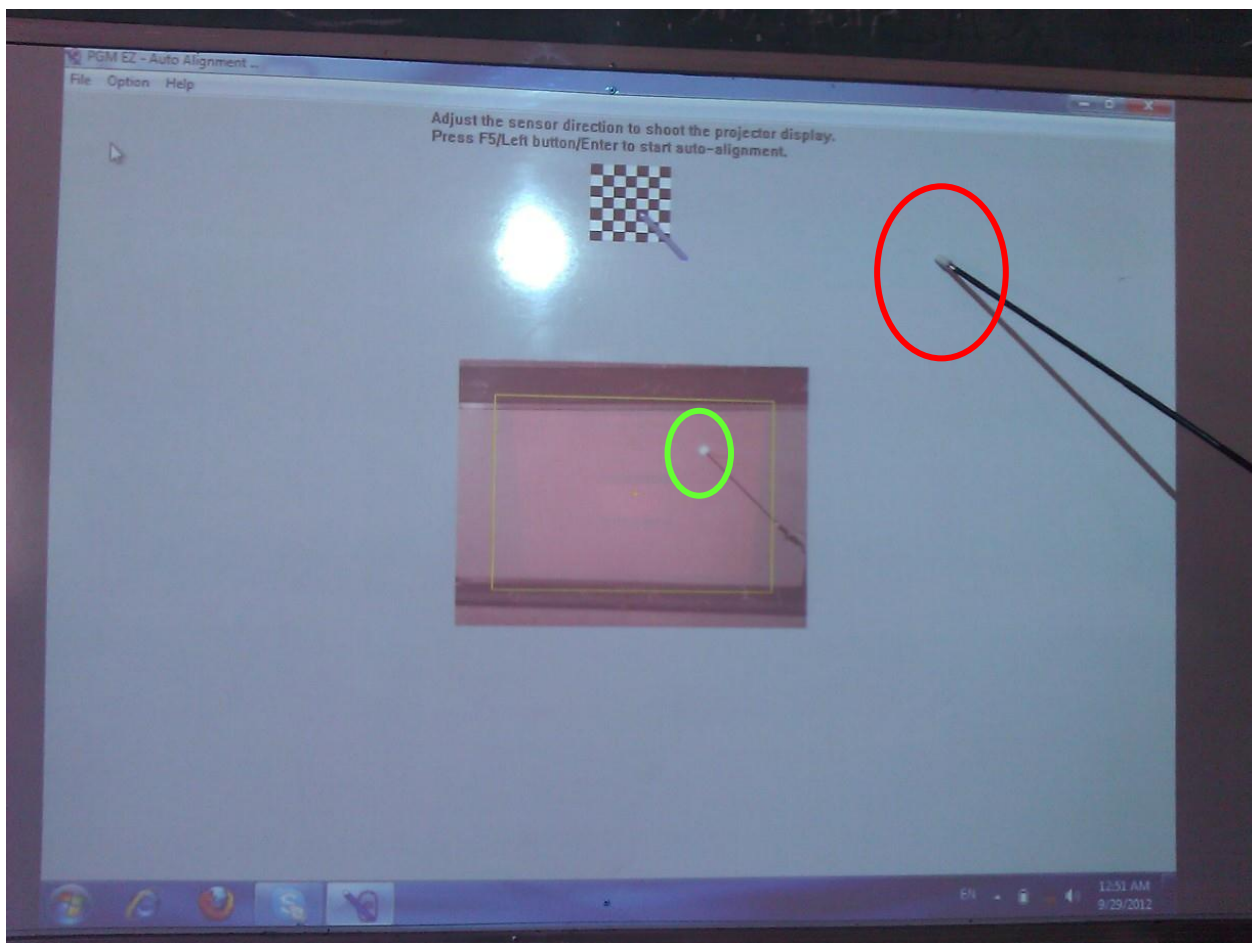 PGM EZ - Auto Alignment ...
File Option Help
Adjust the sensor direction to shoot the projector display.
Press F5/Left button/Enter to start auto-alignment.
EN
12:51 AM
9/29/2012